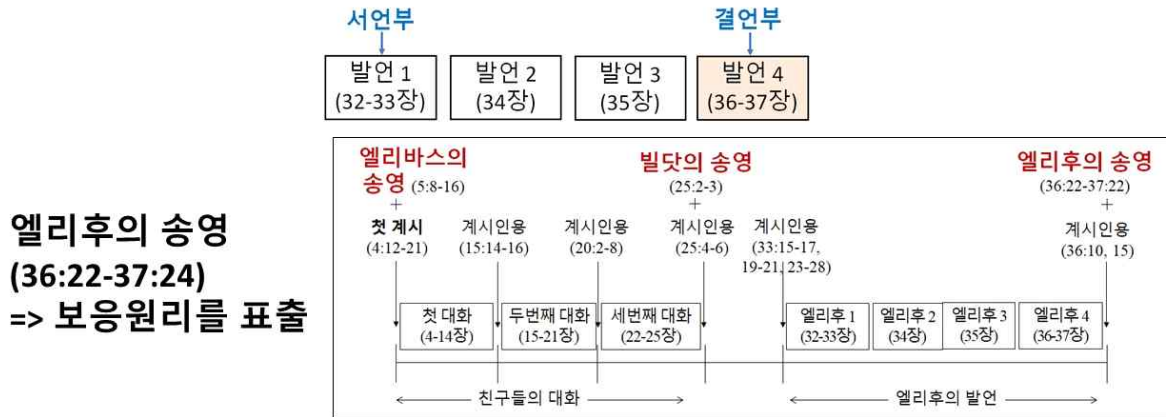 서언부
결언부
발언 1
(32-33장)
발언 2
(34장)
발언 3
(35장)
발언 4
(36-37장)
엘리후의 송영
(36:22-37:24)
=> 보응원리를 표출
엘리바스의
송영 (5:8-16)
+
첫 계시
(4:12-21)
계시인용
(15:14-16)
계시인용
(20:2-8)
빌닷의 송영
(25:2-3)
+
계시인용
(25:4-6)
계시인용
(33:15-17,
19-21, 23-28)
엘리후의 송영
(36:22-37:22)
+
계시인용
(36:10, 15)
첫 대화
(4-14장)
두번째 대화
(15-21장)
세번째 대화
(22-25장)
엘리후 1
(32-33장)
엘리후 2
(34장)
엘리후 3
(35장)
엘리후 4
(36-37장)
친구들의 대화
엘리후의 발언